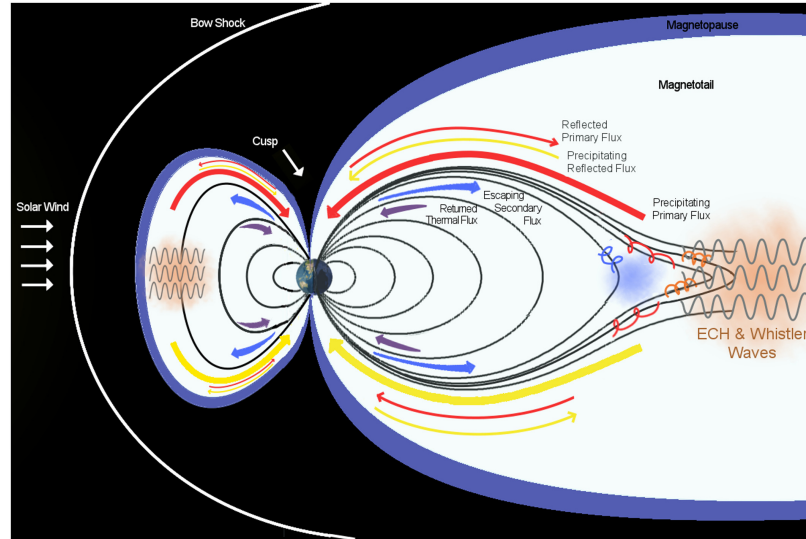 Bow Shock
Magnetopause
Magnetotail
Cusp
Reflected
Primary Flux
Precipitating
Reflected Flux
Solar Wind
Escaping
Secondary
Flux
Returned
Thermal Flux
Precipitating
Primary Flux
ECH & Whistler
Waves